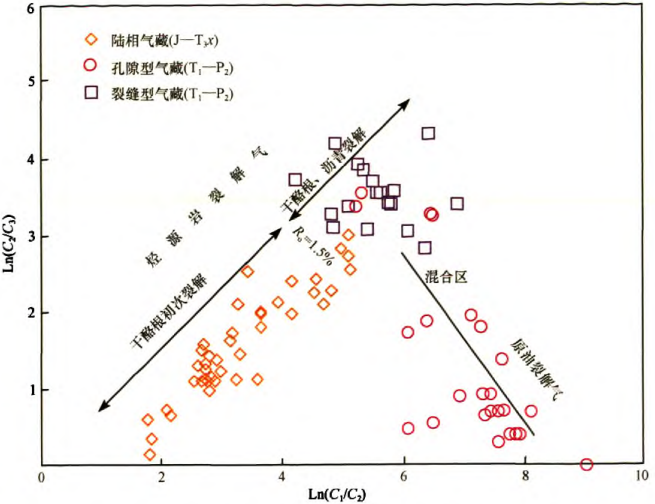 6
5
4
3
2
1
0
2
4
6
8
10
Ln(C₂/C₃)
Ln(C₁/C₂)
陆相气藏(J—T₃x)
孔隙型气藏(T₁—P₂)
裂缝型气藏(T₁—P₂)
烃源岩裂解气
干酪根、沥青裂解
Rₒ=1.5%
干酪根初次裂解
混合区
原油裂解气